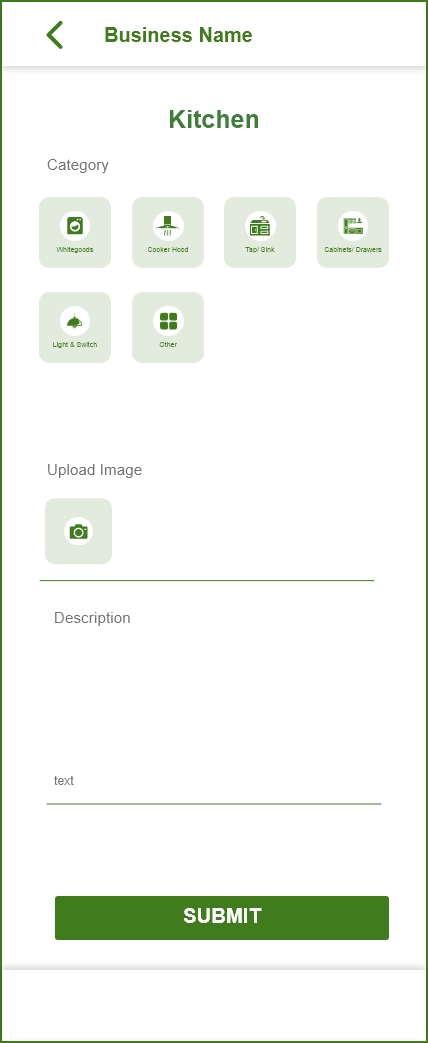 Business Name
Kitchen
Category
Whitegoods
Cooker Hood
Tap/ Sink
Cabinets/ Drawers
Light & Switch
Other
Upload Image
Description
text
SUBMIT